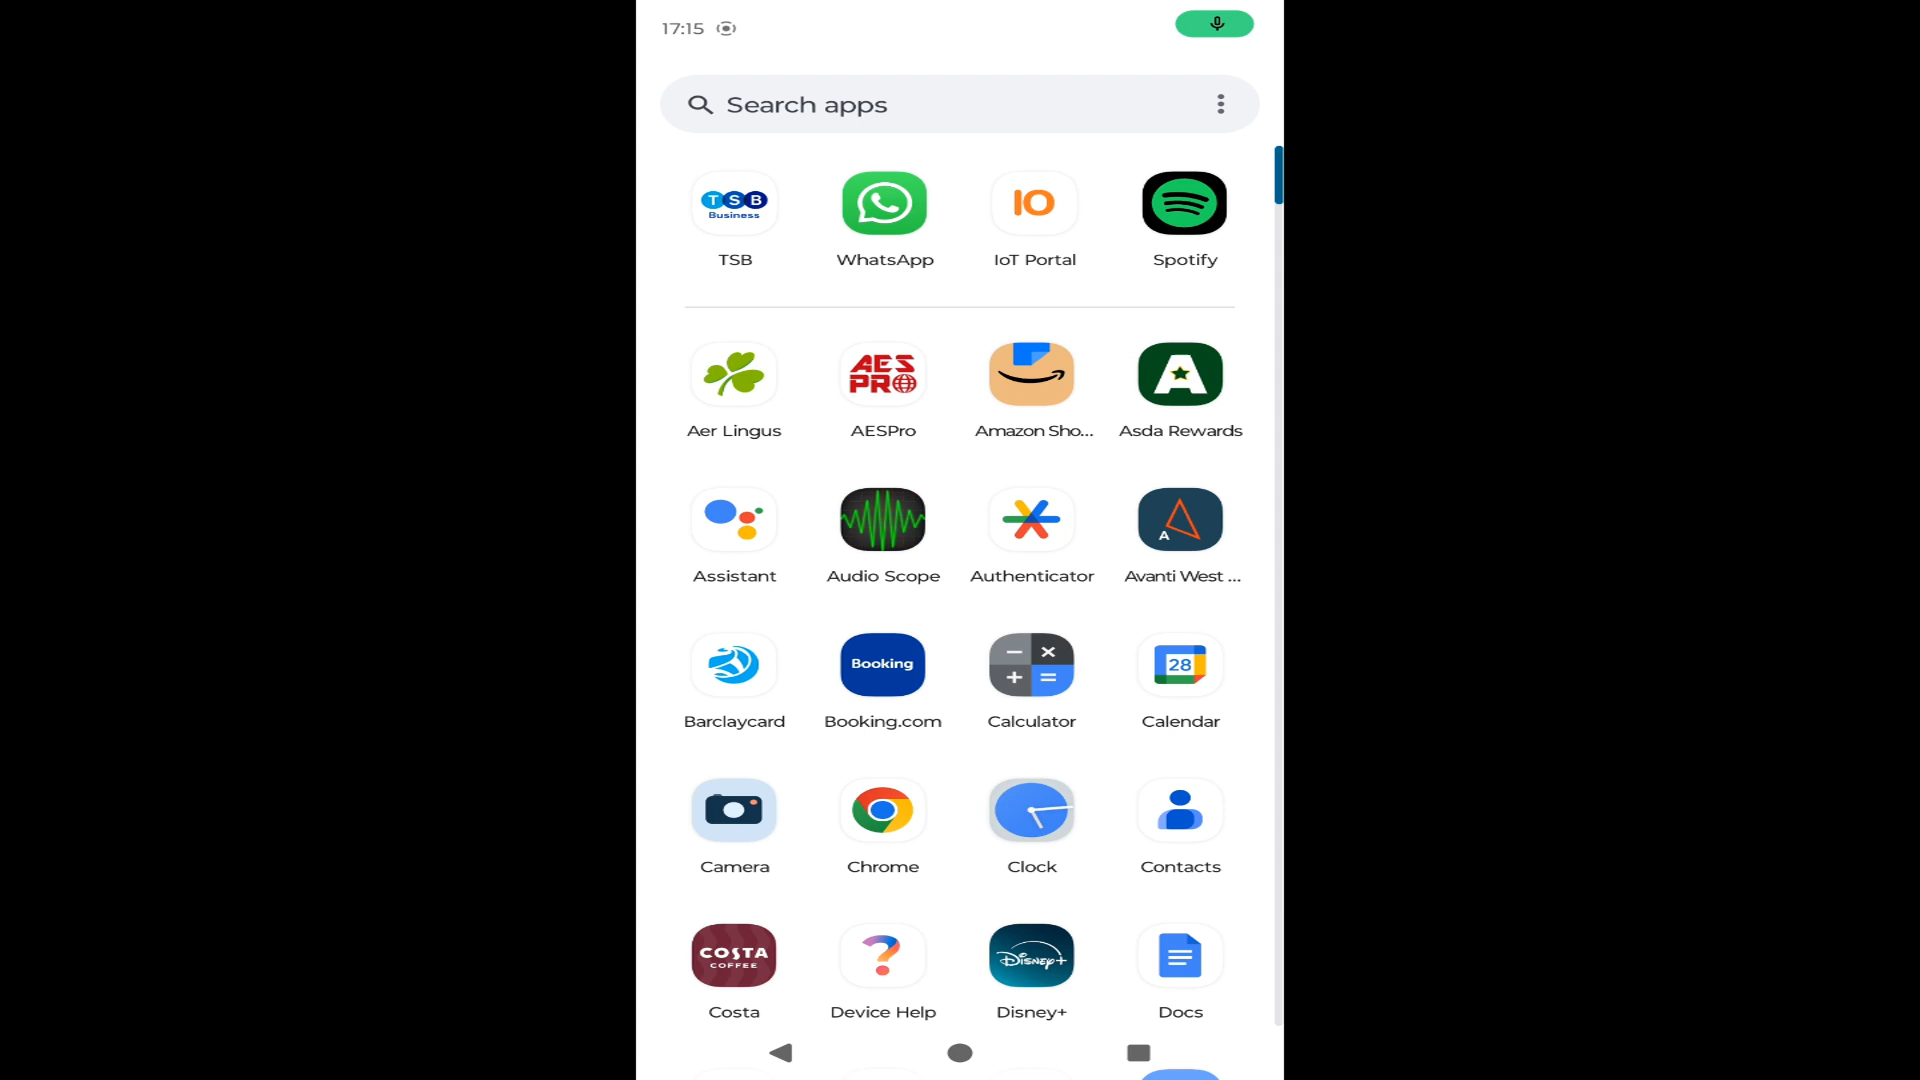 17:15
Search apps
TSB
Business
IO
TSB WhatsApp IoT Portal Spotify
AES
PRO
A
Aer Lingus AESPro Amazon Sho... Asda Rewards
A
Assistant Audio Scope Authenticator Avanti West ...
Booking
28
Barclaycard Booking.com Calculator Calendar
Camera Chrome Clock Contacts
COSTA
COFFEE
?
Disney+
Costa Device Help Disney+ Docs